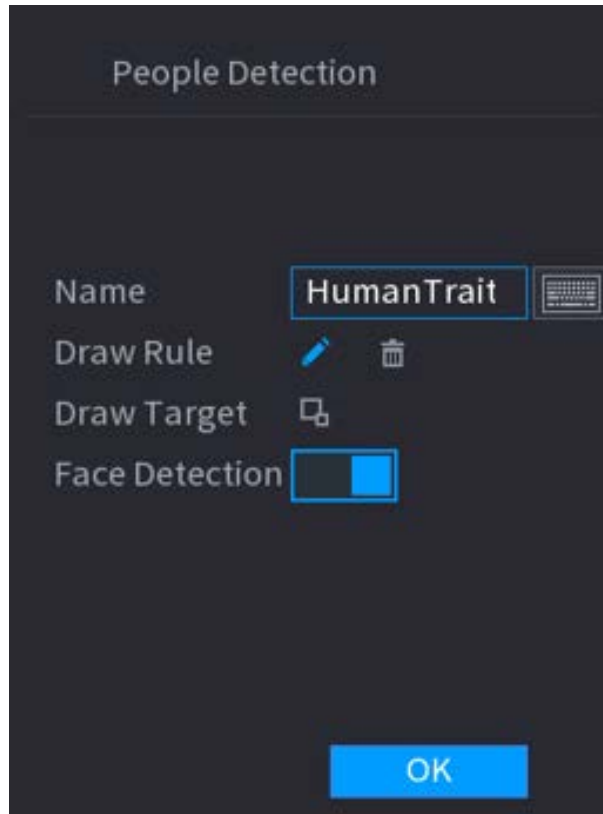 People Detection
Name HumanTrait
Draw Rule
Draw Target
Face Detection
OK